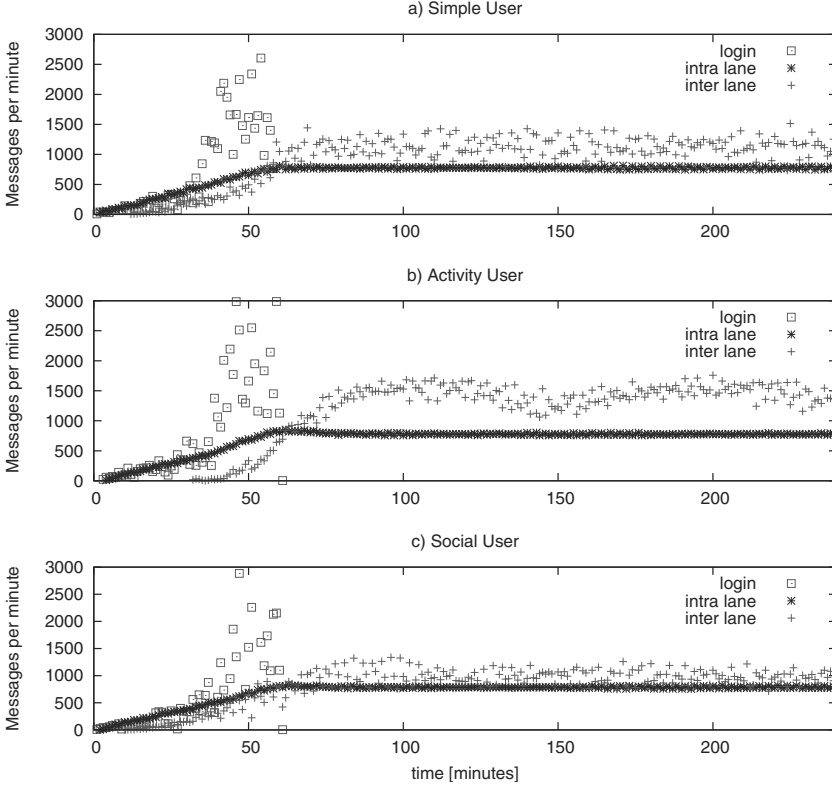 a) Simple User
Messages per minute
3000
2500
2000
1500
1000
500
0
login
intra lane
inter lane
0 50 100 150 200
b) Activity User
Messages per minute
3000
2500
2000
1500
1000
500
0
login
intra lane
inter lane
0 50 100 150 200
c) Social User
Messages per minute
3000
2500
2000
1500
1000
500
0
login
intra lane
inter lane
0 50 100 150 200
time [minutes]